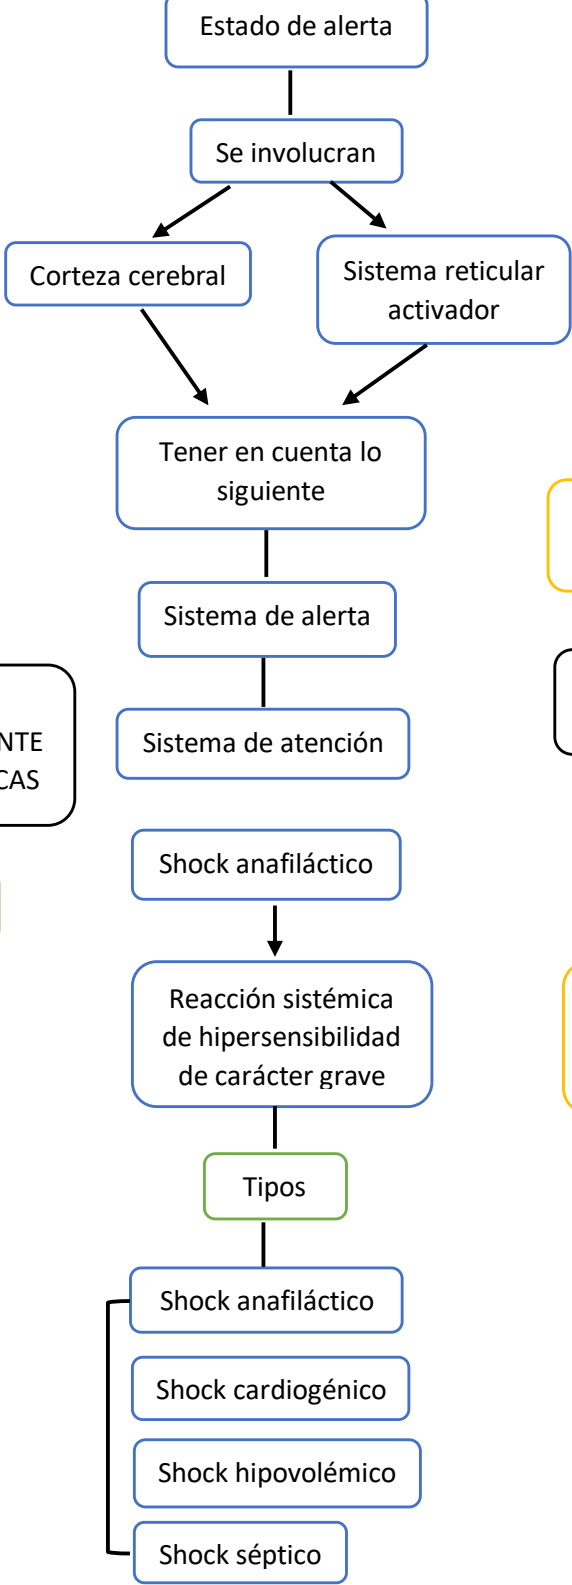 Estado de alerta
Se involucran
Corteza cerebral
Sistema reticular
activador
Tener en cuenta lo
siguiente
Sistema de alerta
NTE
CAS
Sistema de atención
Shock anafiláctico
Reacción sistémica
de hipersensibilidad
de carácter grave
Tipos
Shock anafiláctico
Shock cardiogénico
Shock hipovolémico
Shock séptico